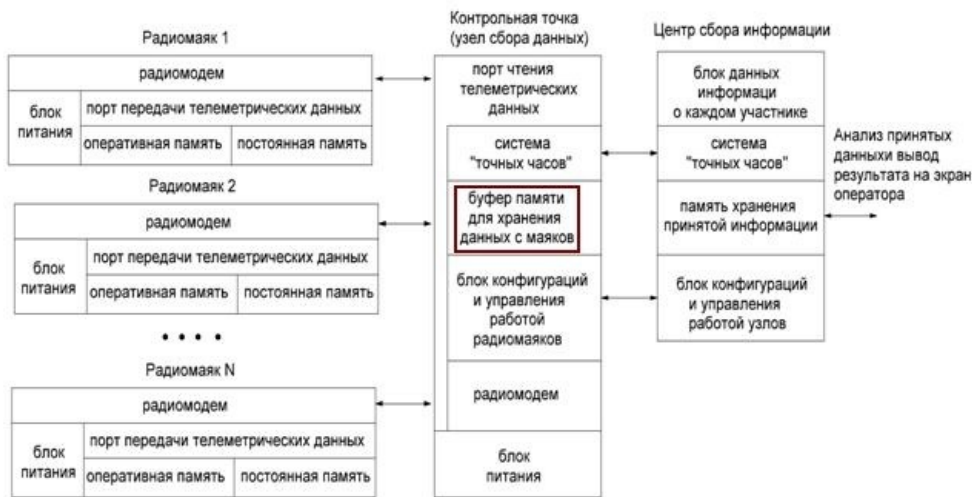 Радиомаяк 1
радиомодем
блок
питания
порт передачи телеметрических данных
оперативная память
постоянная память
Радиомаяк 2
радиомодем
блок
питания
порт передачи телеметрических данных
оперативная память
постоянная память
• • • •
Радиомаяк N
радиомодем
блок
питания
порт передачи телеметрических данных
оперативная память
постоянная память
Контрольная точка
(узел сбора данных)
порт чтения
телеметрических
данных
система
"точных часов"
буфер памяти
для хранения
данных с маяков
блок конфигураций
и управления
работой
радиомаяков
радиомодем
блок
питания
Центр сбора информации
блок данных
информаци
о каждом участнике
система
"точных часов"
память хранения
принятой информации
блок конфигураций
и управления
работой узлов
Анализ принятых
данныхи вывод
результата на экран
оператора